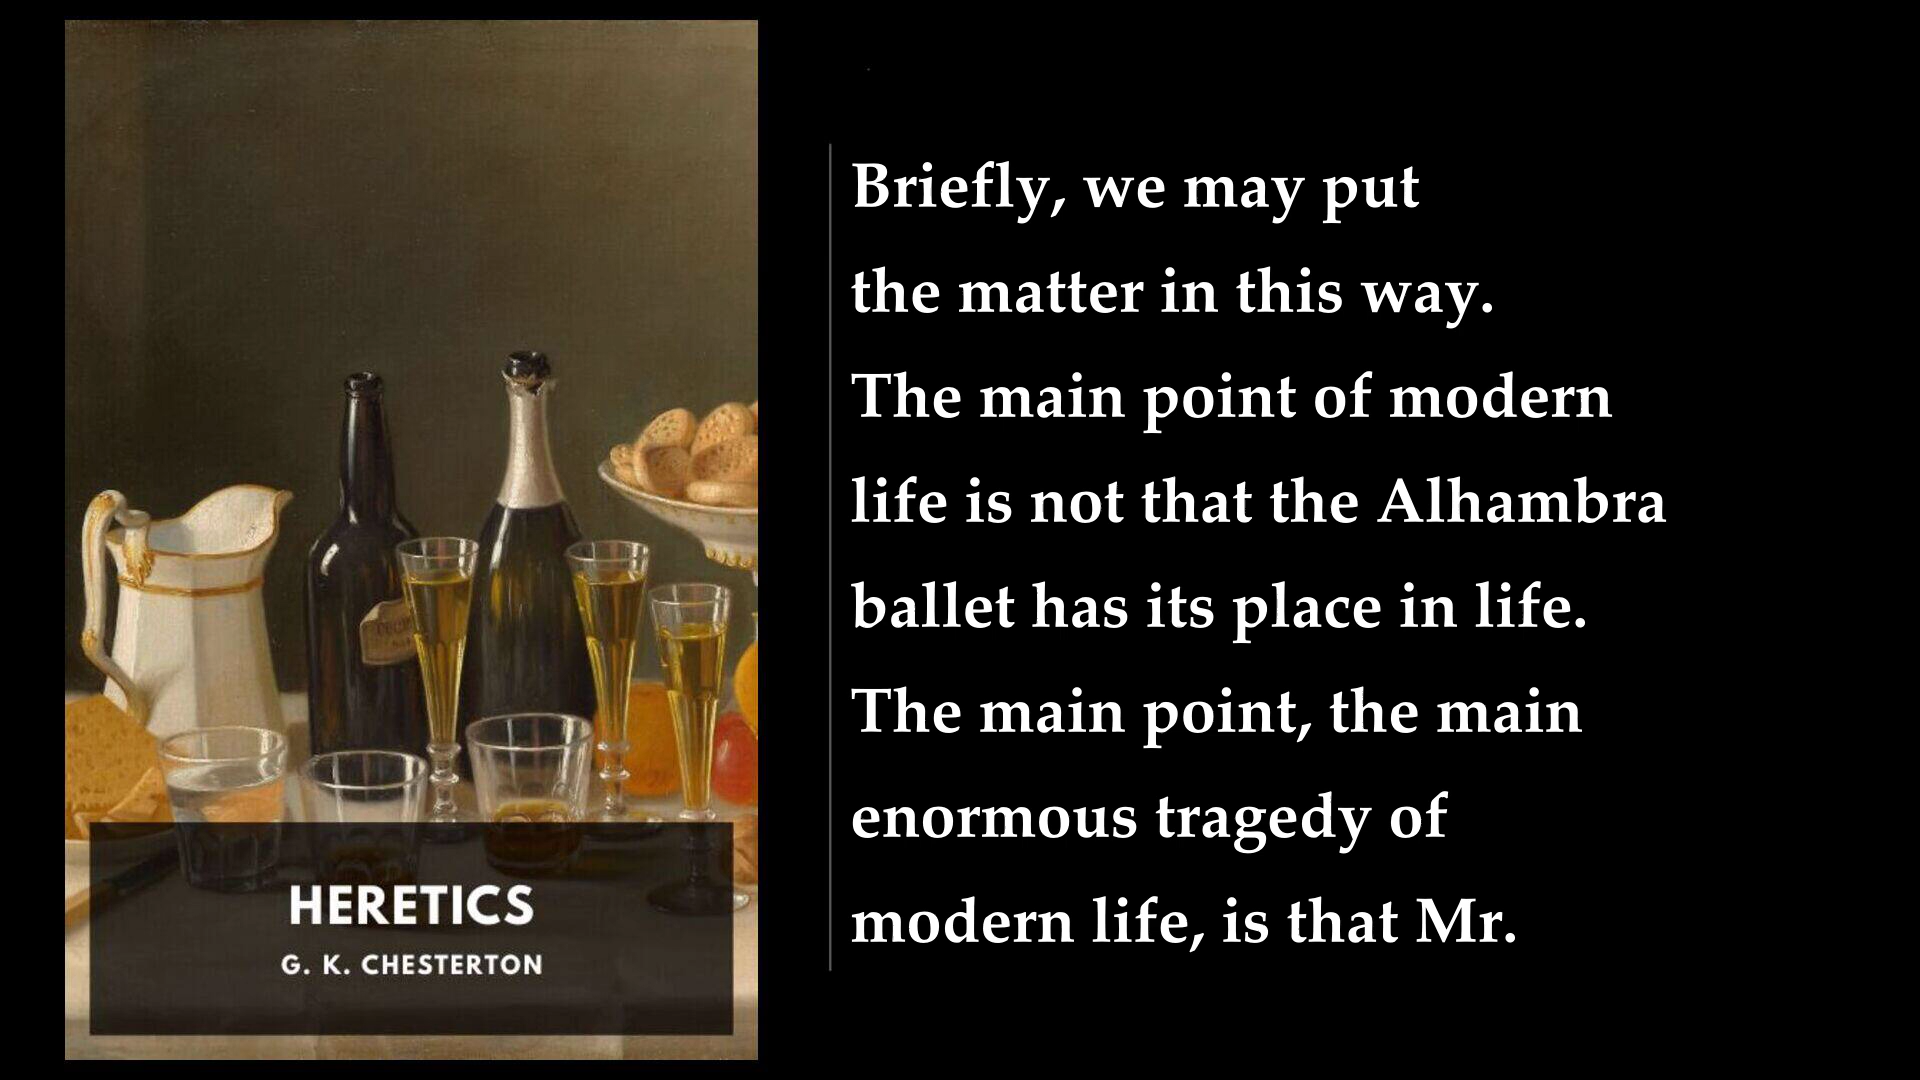 Briefly, we may put
the matter in this way.
The main point of modern
life is not that the Alhambra
ballet has its place in life.
The main point, the main
enormous tragedy of
modern life, is that Mr.
HERETICS
G. K. CHESTERTON